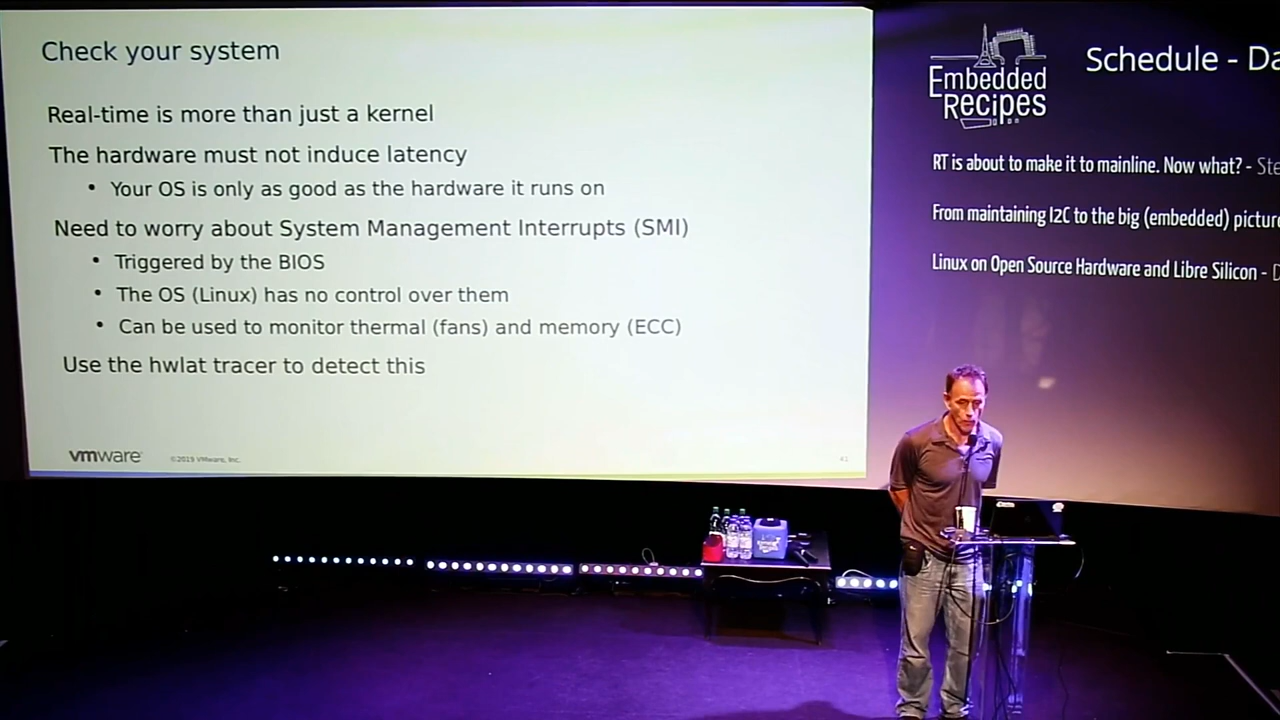 Check your system
Real-time is more than just a kernel
The hardware must not induce latency
• Your OS is only as good as the hardware it runs on
Need to worry about System Management Interrupts (SMI)
• Triggered by the BIOS
• The OS (Linux) has no control over them
• Can be used to monitor thermal (fans) and memory (ECC)
Use the hwlat tracer to detect this
vmware
©2019 VMware, Inc.
41
Embedded
Recipes
Schedule - Da
RT is about to make it to mainline. Now what? - Ste
From maintaining I2C to the big (embedded) picture
Linux on Open Source Hardware and Libre Silicon - D